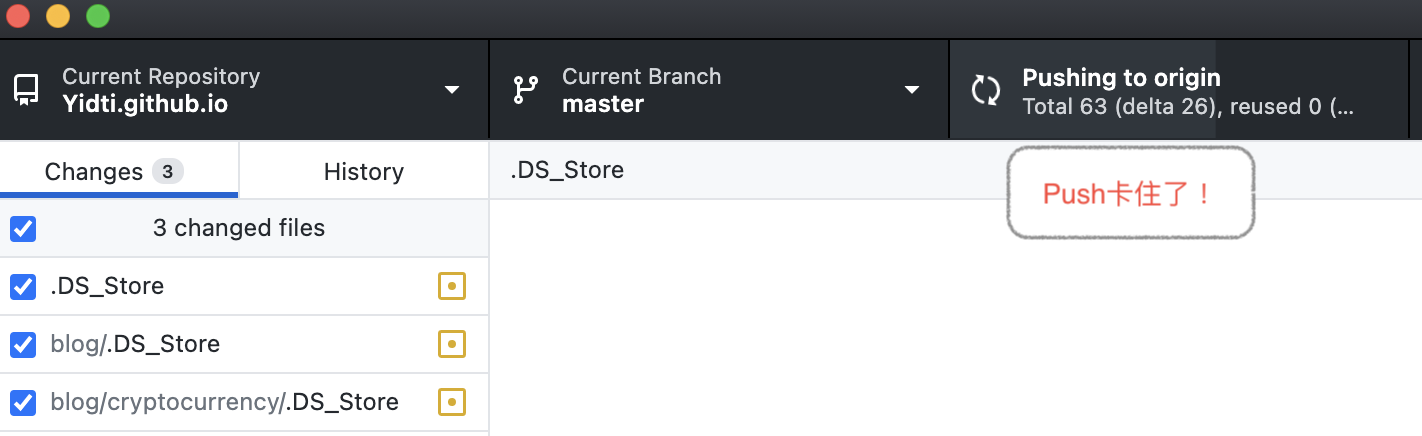 Current Repository
Yidti.github.io
Current Branch
master
Pushing to origin
Total 63 (delta 26), reused 0 (...
Changes 3
History
.DS_Store
Push卡住了！
3 changed files
.DS_Store
blog/.DS_Store
blog/cryptocurrency/.DS_Store